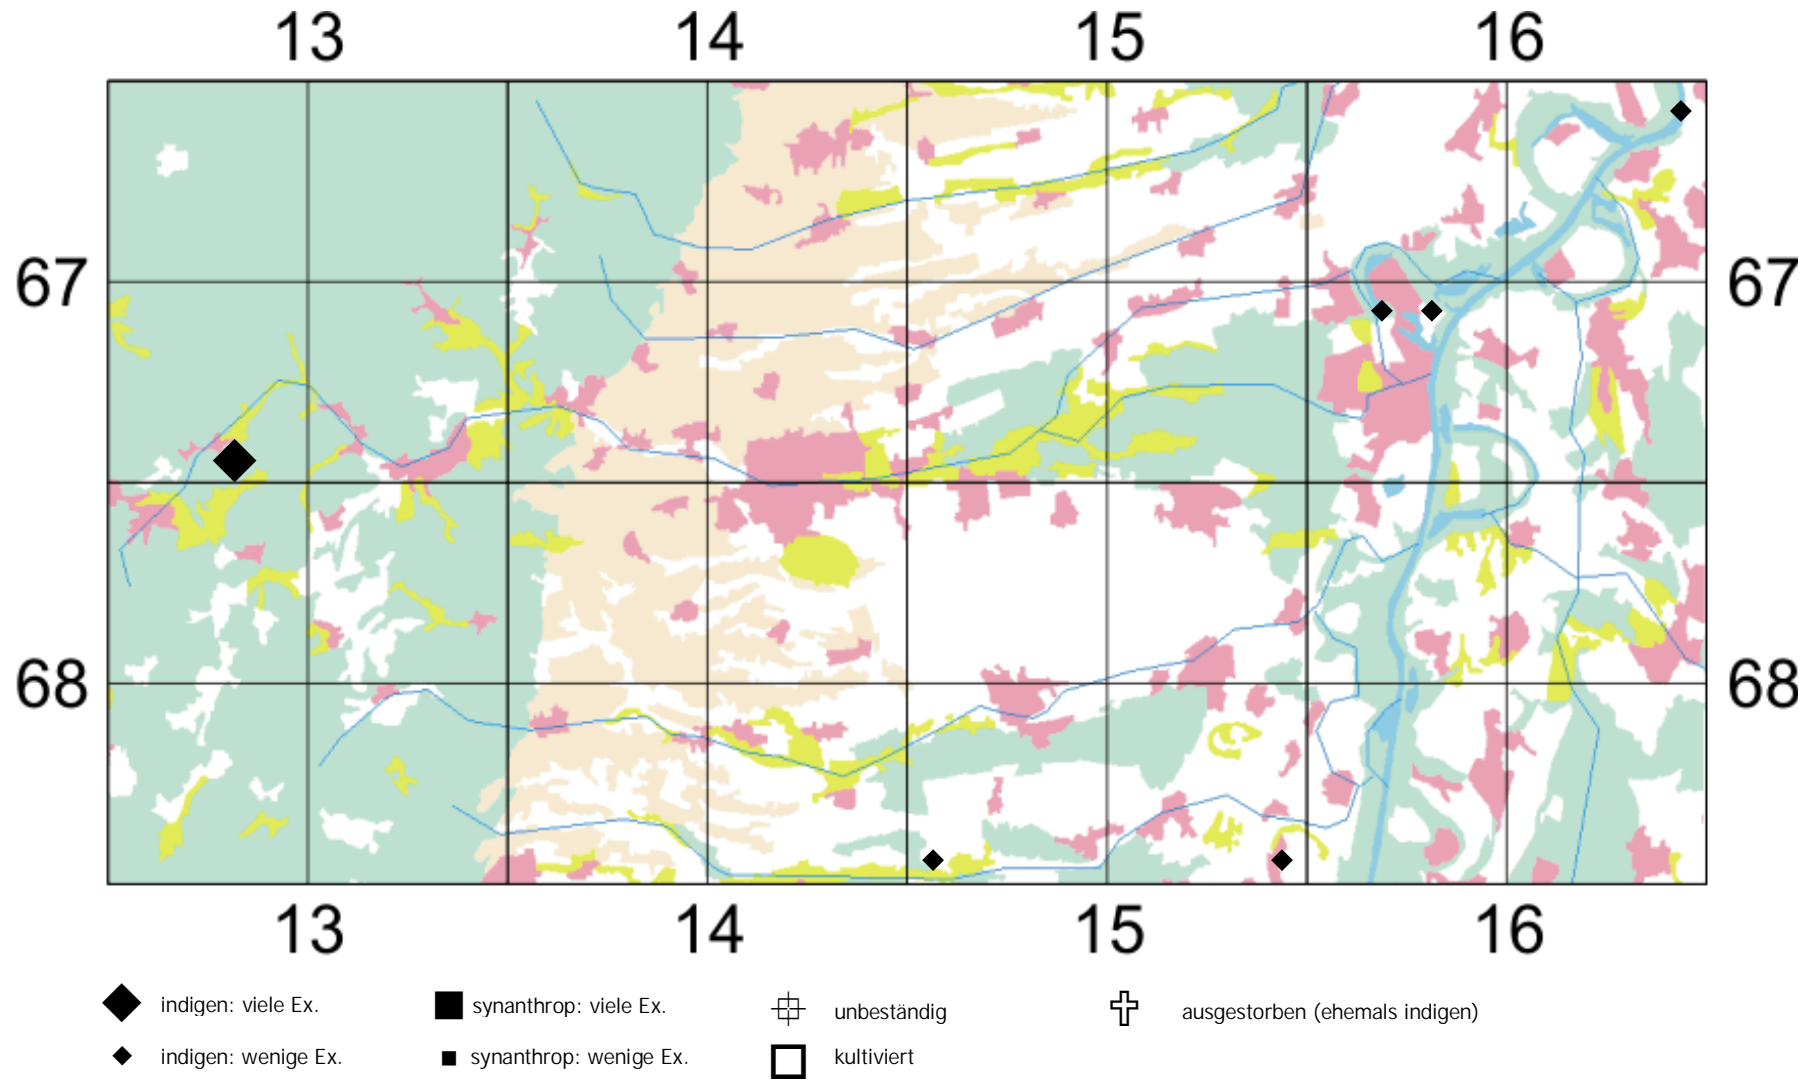 13 14 15 16
67 67
68 68
13 14 15 16
indigen: viele Ex. synanthrop: viele Ex. unbeständig ausgestorben (ehemals indigen)
indigen: wenige Ex. synanthrop: wenige Ex. kultiviert